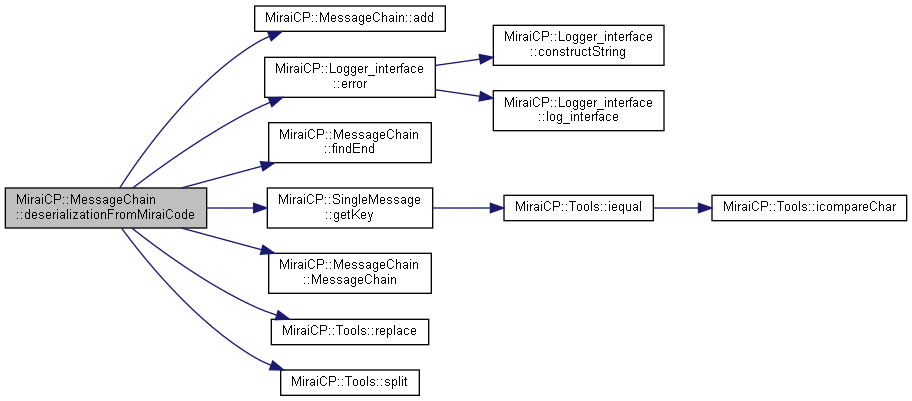 MiraiCP::MessageChain
::deserializationFromMiraiCode
MiraiCP::MessageChain::add
MiraiCP::Logger_interface
::error
MiraiCP::Logger_interface
::constructString
MiraiCP::Logger_interface
::log_interface
MiraiCP::MessageChain
::findEnd
MiraiCP::SingleMessage
::getKey
MiraiCP::Tools::iequal
MiraiCP::Tools::icompareChar
MiraiCP::MessageChain
::MessageChain
MiraiCP::Tools::replace
MiraiCP::Tools::split